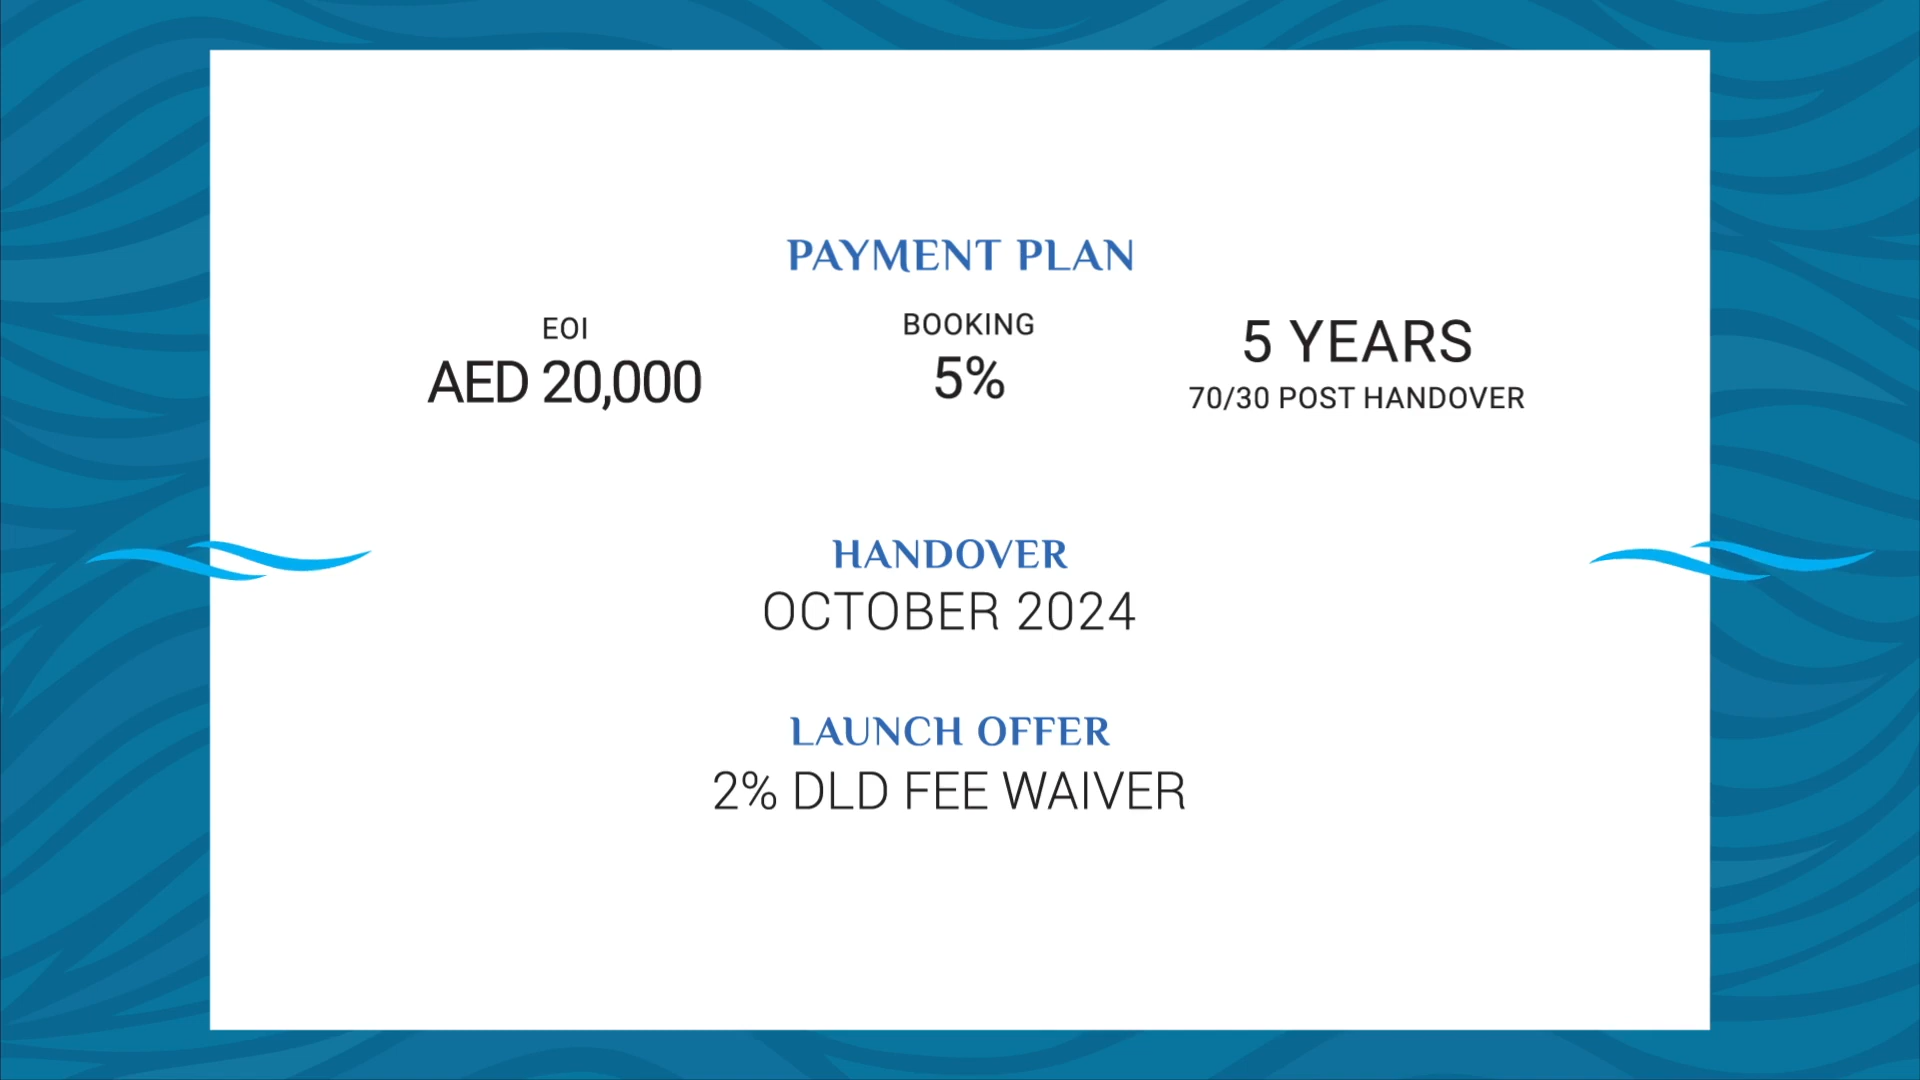 PAYMENT PLAN
EOI
AED 20,000
BOOKING
5%
5 YEARS
70/30 POST HANDOVER
HANDOVER
OCTOBER 2024
LAUNCH OFFER
2% DLD FEE WAIVER